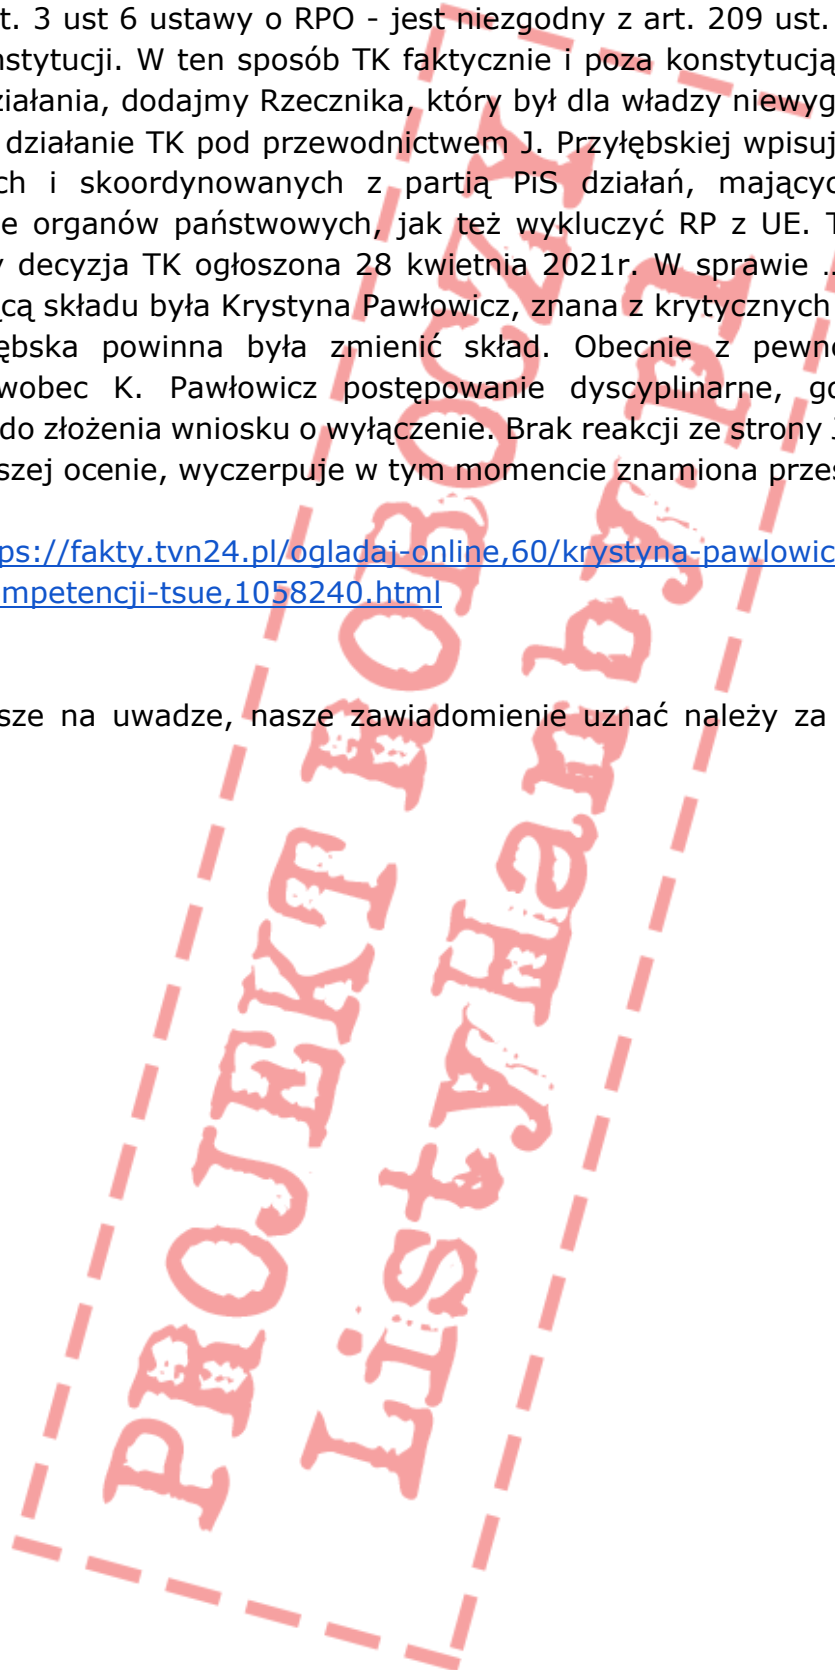 t. 3 ust 6 ustawy o RPO - jest niezgodny z art. 209 ust.
nstytucji. W ten sposób TK faktycznie i poza konstytucją
ziałania, dodajmy Rzecznika, który był dla władzy niewyg
działanie TK pod przewodnictwem J. Przyłębskiej wpisuj
ch i skoordynowanych z partią PiS działań, mającyc
e organów państwowych, jak też wykluczyć RP z UE. T
y decyzja TK ogłoszona 28 kwietnia 2021r. W sprawie ..
cą składu była Krystyna Pawłowicz, znana z krytycznych
ębska powinna była zmienić skład. Obecnie z pewn
wobec K. Pawłowicz postępowanie dyscyplinarne, go
do złożenia wniosku o wyłączenie. Brak reakcji ze strony J
szej ocenie, wyczerpuje w tym momencie znamiona przes
ps://fakty.tvn24.pl/ogladaj-online,60/krystyna-pawlowic
mpetencji-tsue,1058240.html
sze na uwadze, nasze zawiadomienie uznać należy za
PROJEKT ROBOCZY
ListyHanby.pl